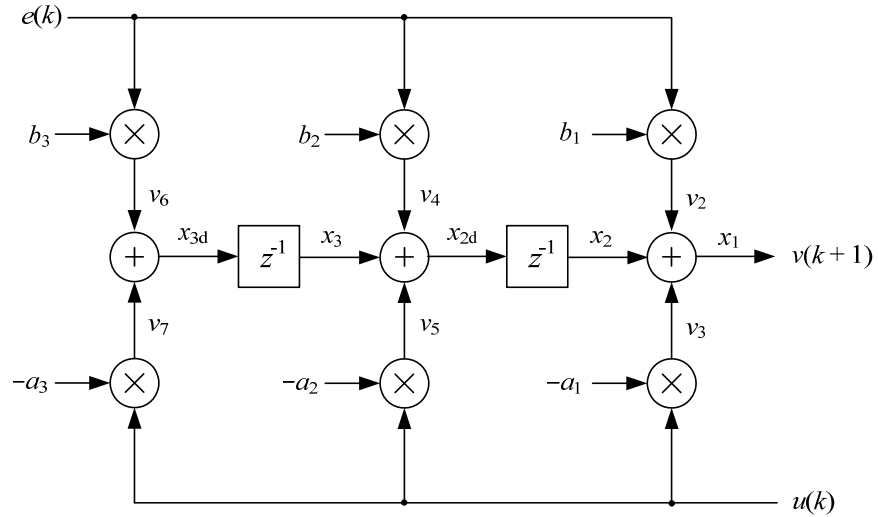 e(k)
b₃
b₂
b₁
v₆
v₄
v₂
x₃d
z⁻¹
x₃
x₂d
z⁻¹
x₂
x₁
v(k + 1)
v₇
v₅
v₃
−a₃
−a₂
−a₁
u(k)